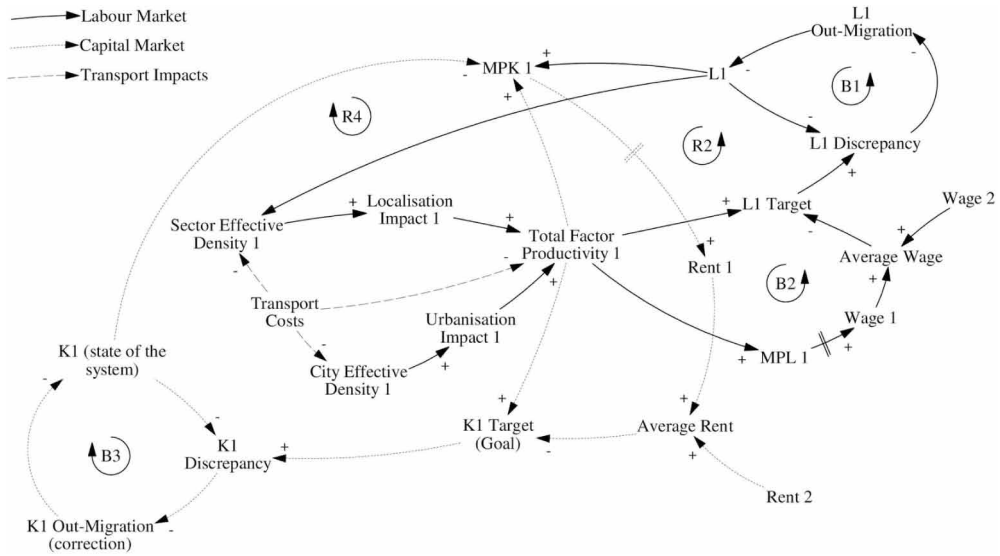 Labour Market
Capital Market
Transport Impacts
L1
Out-Migration
-
-
B1
+
MPK 1
-
+
L1
-
-
L1 Discrepancy
+
R4
R2
Localisation
Impact 1
+
+
Sector Effective
Density 1
-
Total Factor
Productivity 1
-
+
+
L1 Target
-
Wage 2
+
Average Wage
+
+
Rent 1
B2
Transport
Costs
-
Urbanisation
Impact 1
+
Wage 1
+
MPL 1
+
K1 (state of the
system)
-
City Effective
Density 1
-
B3
K1
Discrepancy
+
+
K1 Target
(Goal)
-
+
Average Rent
+
Rent 2
K1 Out-Migration
(correction)
-